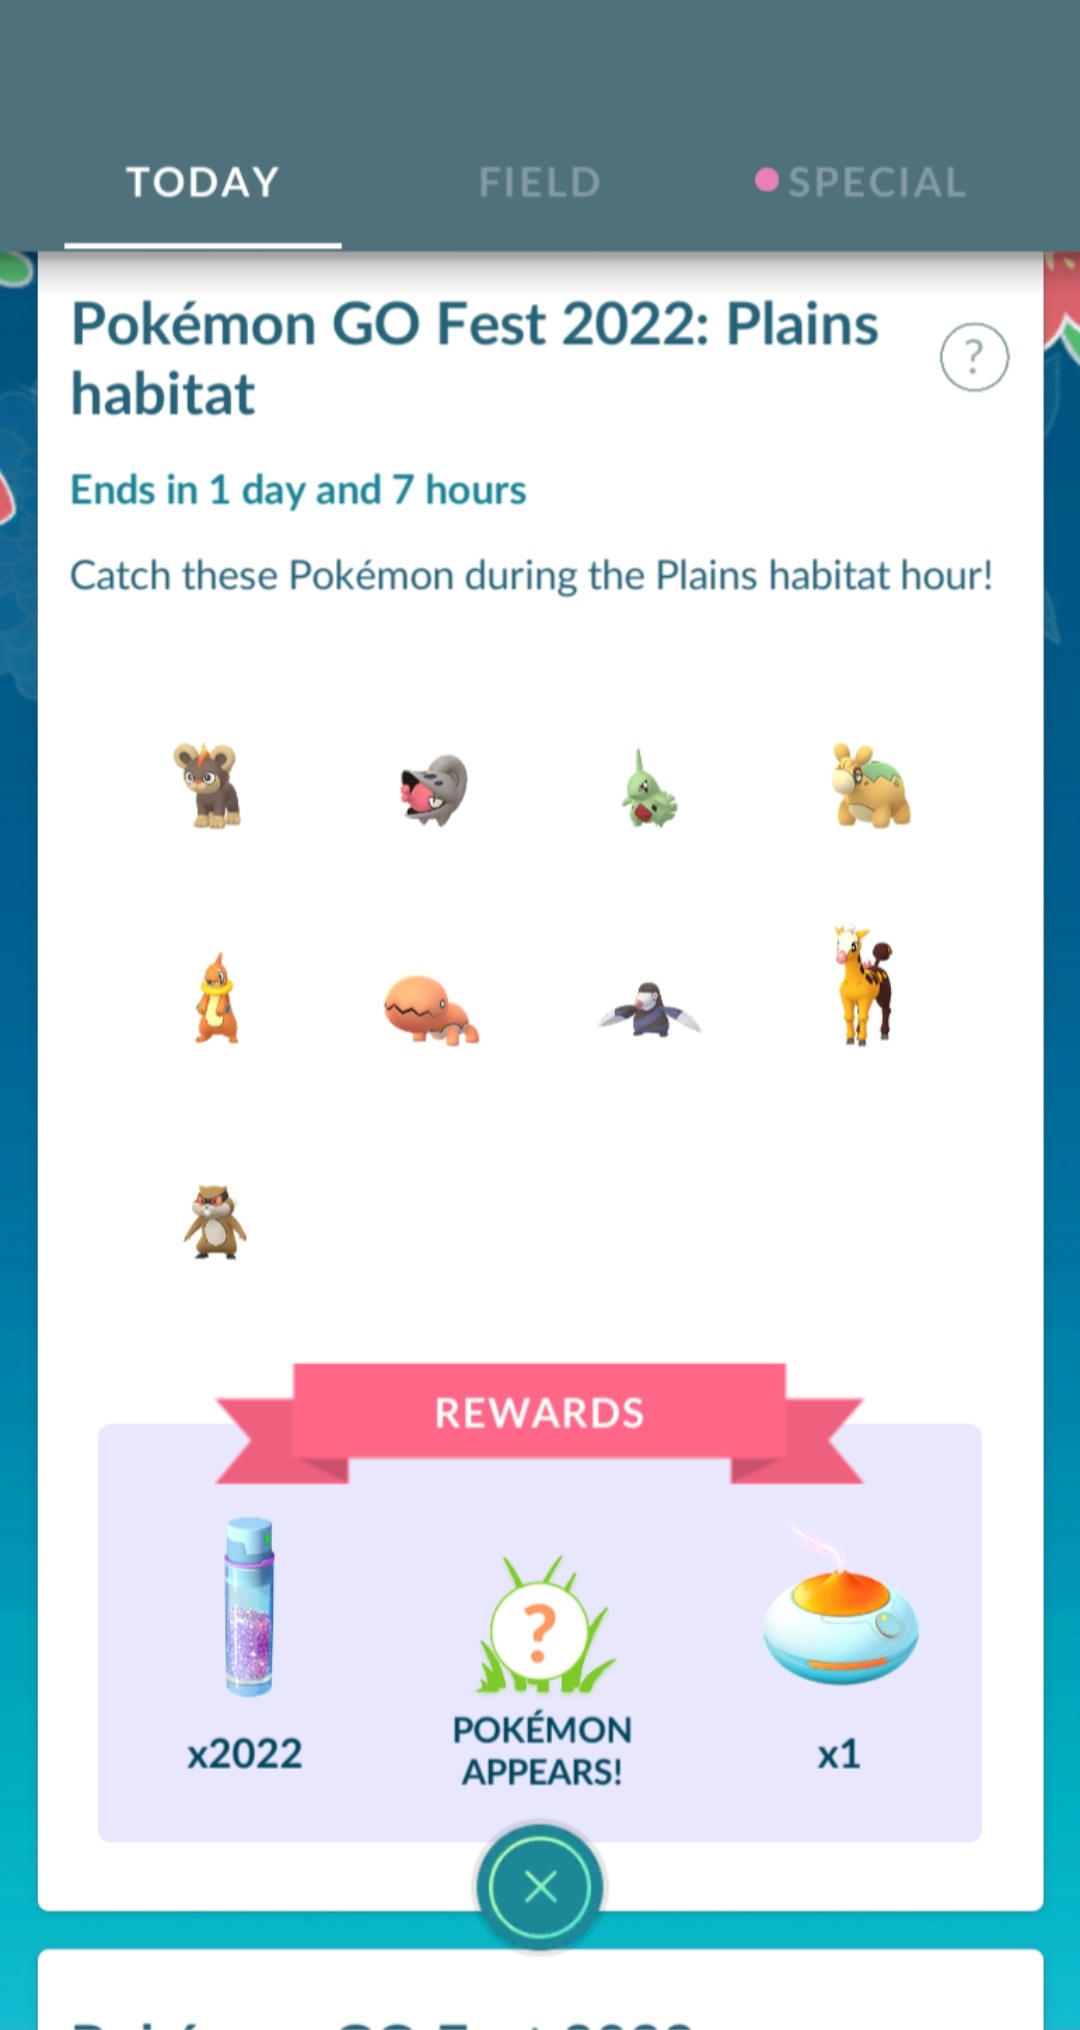 TODAY
FIELD
SPECIAL
Pokémon GO Fest 2022: Plains
habitat
?
Ends in 1 day and 7 hours
Catch these Pokémon during the Plains habitat hour!
REWARDS
?
x2022
POKÉMON
APPEARS!
x1